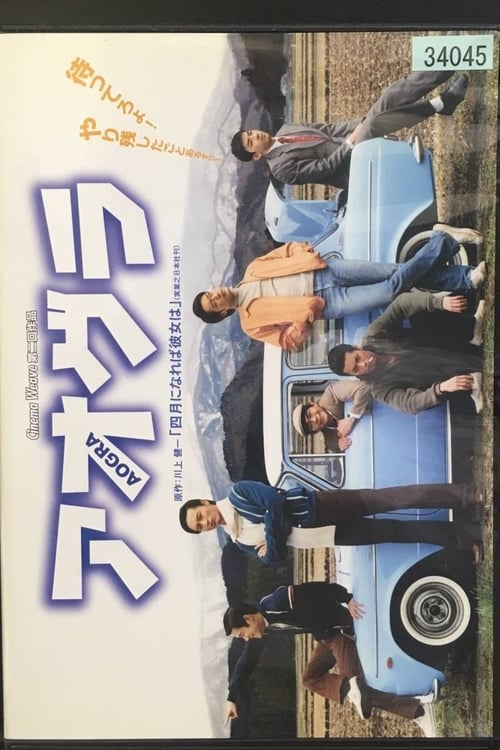 34045
待ってろよ!
やり残したことある
Cinema Weave 第二回作品
アオグラ
AOGRA
原作:川上 健一「四月になれば彼女は」(実業之日本社刊)